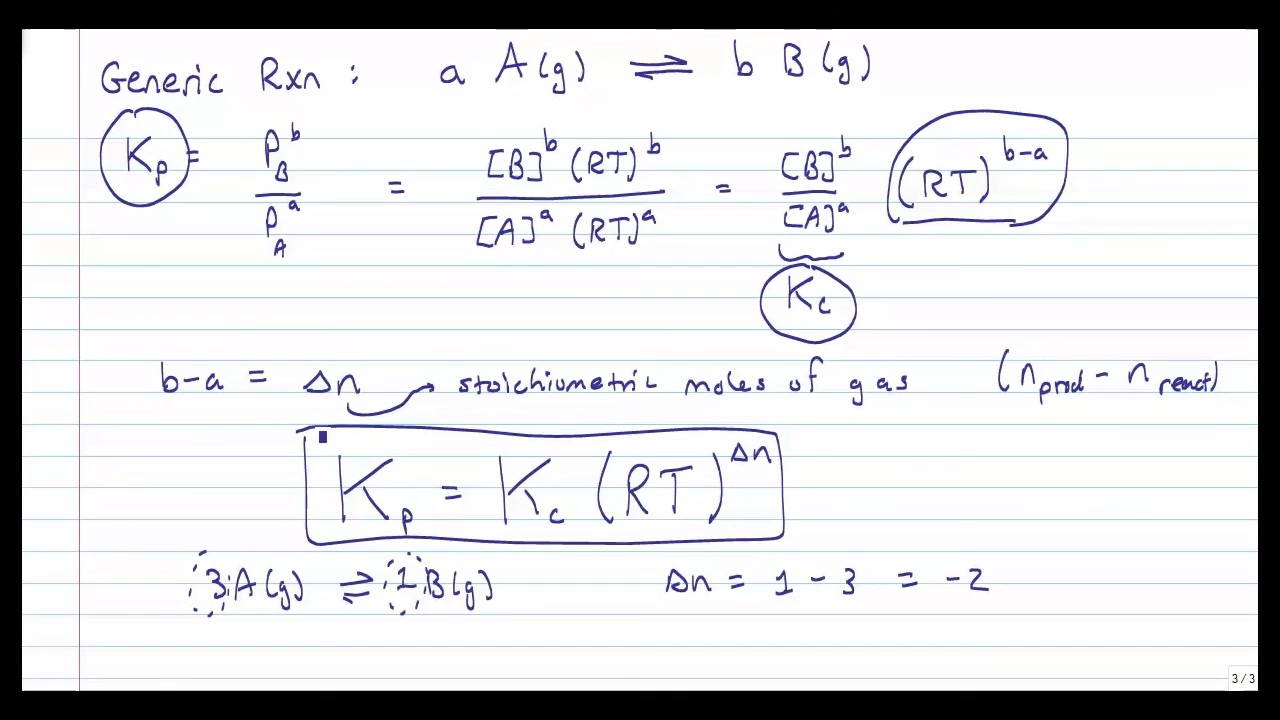 Generic Rxn : a A(g) ⇌ b B(g)
Kp = P_B^b / P_A^a = [B]^b (RT)^b / [A]^a (RT)^a = [B]^b / [A]^a (RT)^(b-a)
Kc
b-a = Δn → stoichiometric moles of gas (n_prod - n_react)
Kp = Kc (RT)^Δn
3 A(g) ⇌ 1 B(g) Δn = 1 - 3 = -2
3/3